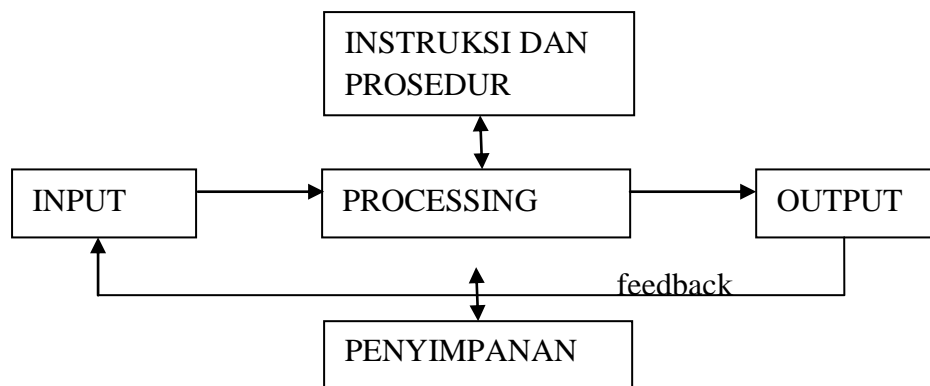 INSTRUKSI DAN
PROSEDUR
INPUT
PROCESSING
OUTPUT
feedback
PENYIMPANAN